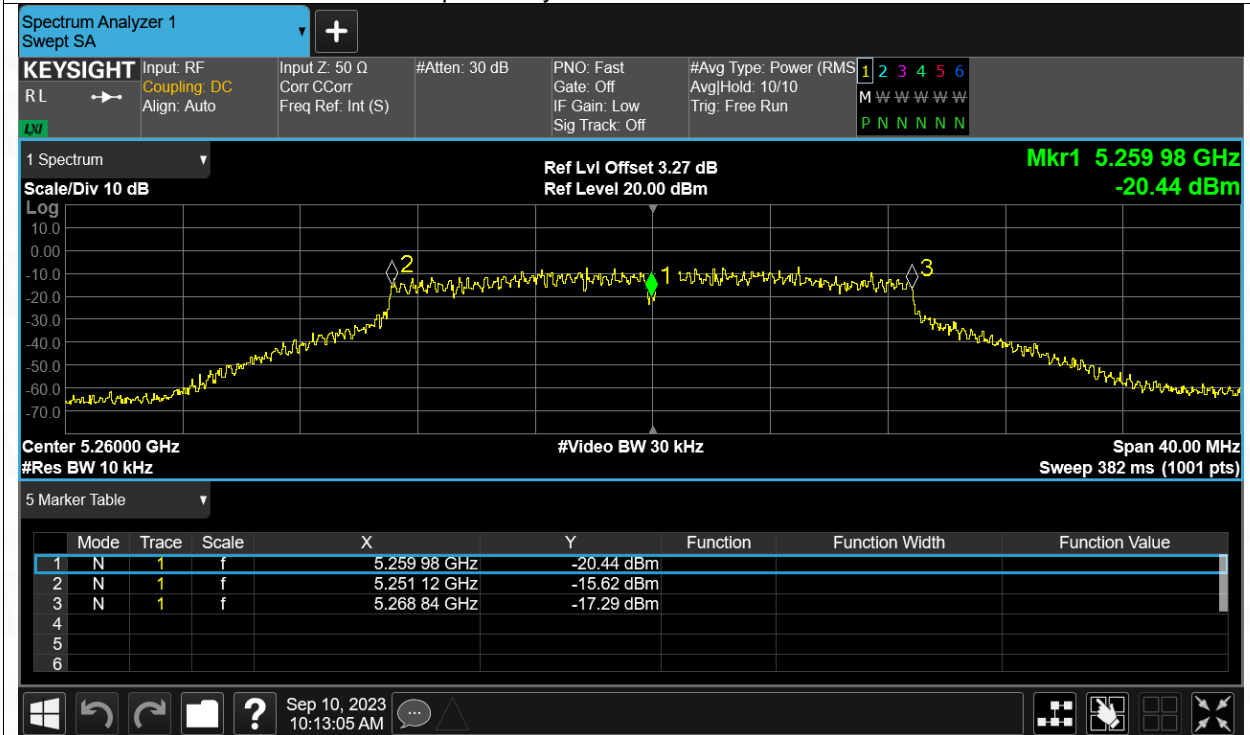 Spectrum Analyzer 1
Swept SA
KEYSIGHT
R L
LXI
Input: RF
Coupling: DC
Align: Auto
Input Z: 50 Ω
Corr CCorr
Freq Ref: Int (S)
#Atten: 30 dB
PNO: Fast
Gate: Off
IF Gain: Low
Sig Track: Off
#Avg Type: Power (RMS
Avg|Hold: 10/10
Trig: Free Run
1 2 3 4 5 6
M W W W W W
P N N N N N
1 Spectrum
Scale/Div 10 dB
Ref Lvl Offset 3.27 dB
Ref Level 20.00 dBm
Mkr1 5.259 98 GHz
-20.44 dBm
Log
10.0
0.00
-10.0
-20.0
-30.0
-40.0
-50.0
-60.0
-70.0
2
1
3
Center 5.26000 GHz
#Video BW 30 kHz
Span 40.00 MHz
#Res BW 10 kHz
Sweep 382 ms (1001 pts)
5 Marker Table
Mode Trace Scale X Y Function Function Width Function Value
1 N 1 f 5.259 98 GHz -20.44 dBm
2 N 1 f 5.251 12 GHz -15.62 dBm
3 N 1 f 5.268 84 GHz -17.29 dBm
4
5
6
?
Sep 10, 2023
10:13:05 AM